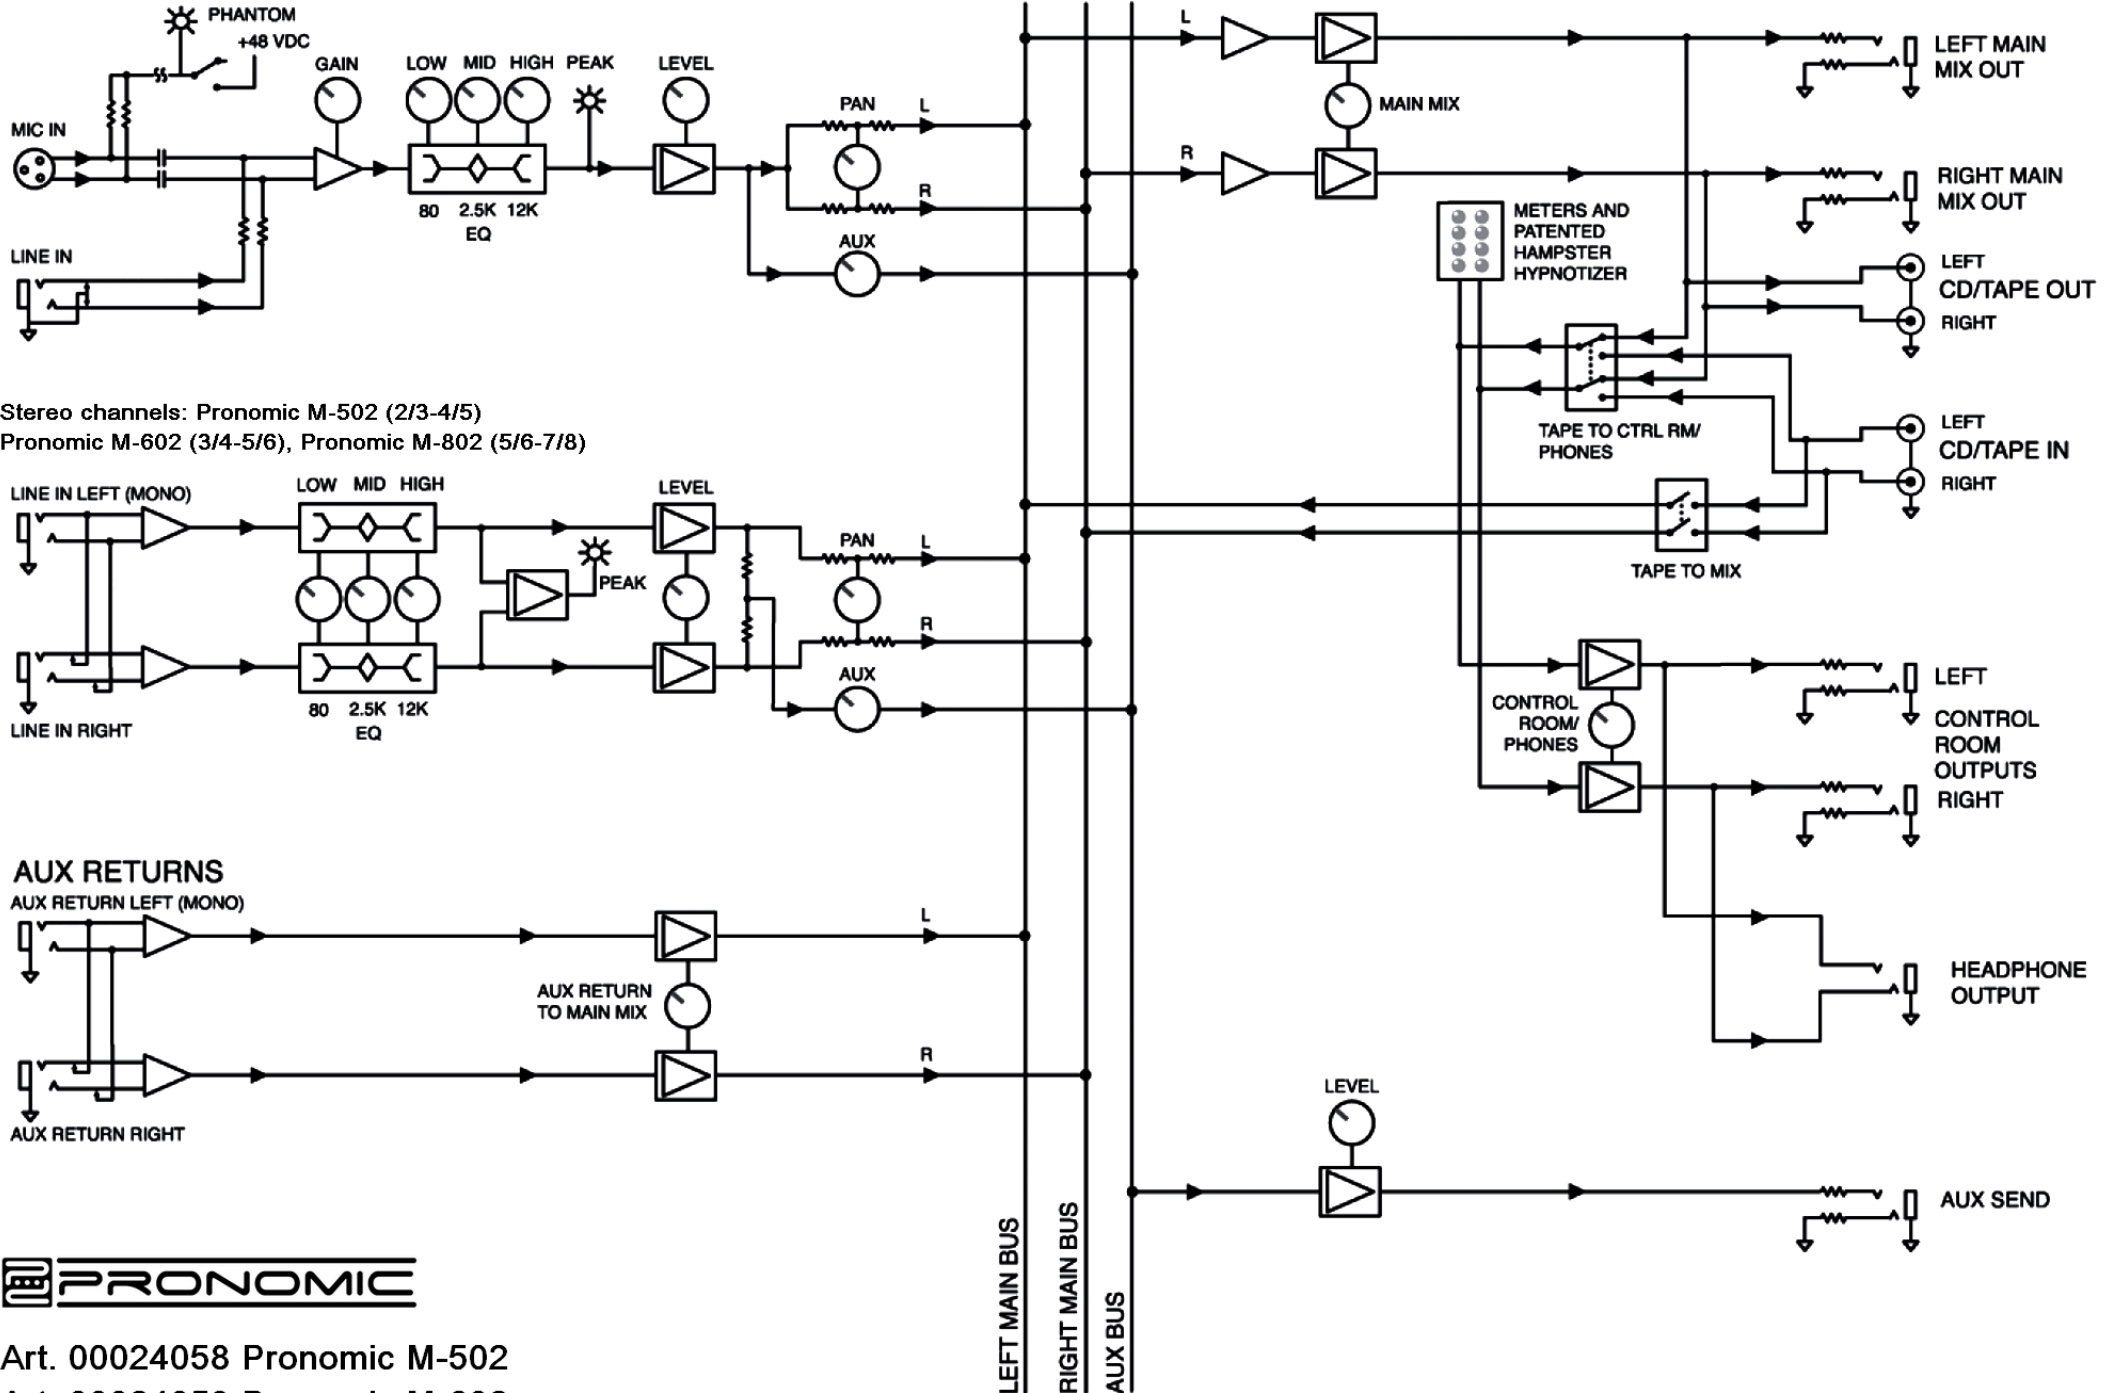 PHANTOM
+48 VDC
GAIN
LOW MID HIGH PEAK
LEVEL
MIC IN
80 2.5K 12K
EQ
PAN
L
R
AUX
LINE IN
Stereo channels: Pronomic M-502 (2/3-4/5)
Pronomic M-602 (3/4-5/6), Pronomic M-802 (5/6-7/8)
LINE IN LEFT (MONO)
LOW MID HIGH
LEVEL
PEAK
PAN
L
R
AUX
80 2.5K 12K
EQ
LINE IN RIGHT
AUX RETURNS
AUX RETURN LEFT (MONO)
L
AUX RETURN
TO MAIN MIX
R
AUX RETURN RIGHT
PRONOMIC
Art. 00024058 Pronomic M-502
LEFT MAIN BUS
RIGHT MAIN BUS
AUX BUS
L
MAIN MIX
R
LEFT MAIN
MIX OUT
RIGHT MAIN
MIX OUT
METERS AND
PATENTED
HAMPSTER
HYPNOTIZER
LEFT
CD/TAPE OUT
RIGHT
TAPE TO CTRL RM/
PHONES
LEFT
CD/TAPE IN
RIGHT
TAPE TO MIX
CONTROL
ROOM/
PHONES
LEFT
CONTROL
ROOM
OUTPUTS
RIGHT
HEADPHONE
OUTPUT
LEVEL
AUX SEND